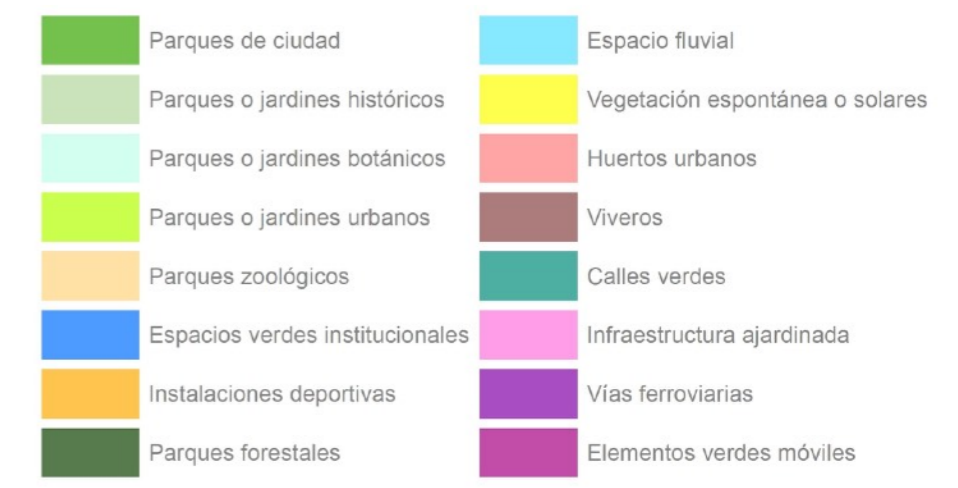 Parques de ciudad
Parques o jardines históricos
Parques o jardines botánicos
Parques o jardines urbanos
Parques zoológicos
Espacios verdes institucionales
Instalaciones deportivas
Parques forestales
Espacio fluvial
Vegetación espontánea o solares
Huertos urbanos
Viveros
Calles verdes
Infraestructura ajardinada
Vías ferroviarias
Elementos verdes móviles